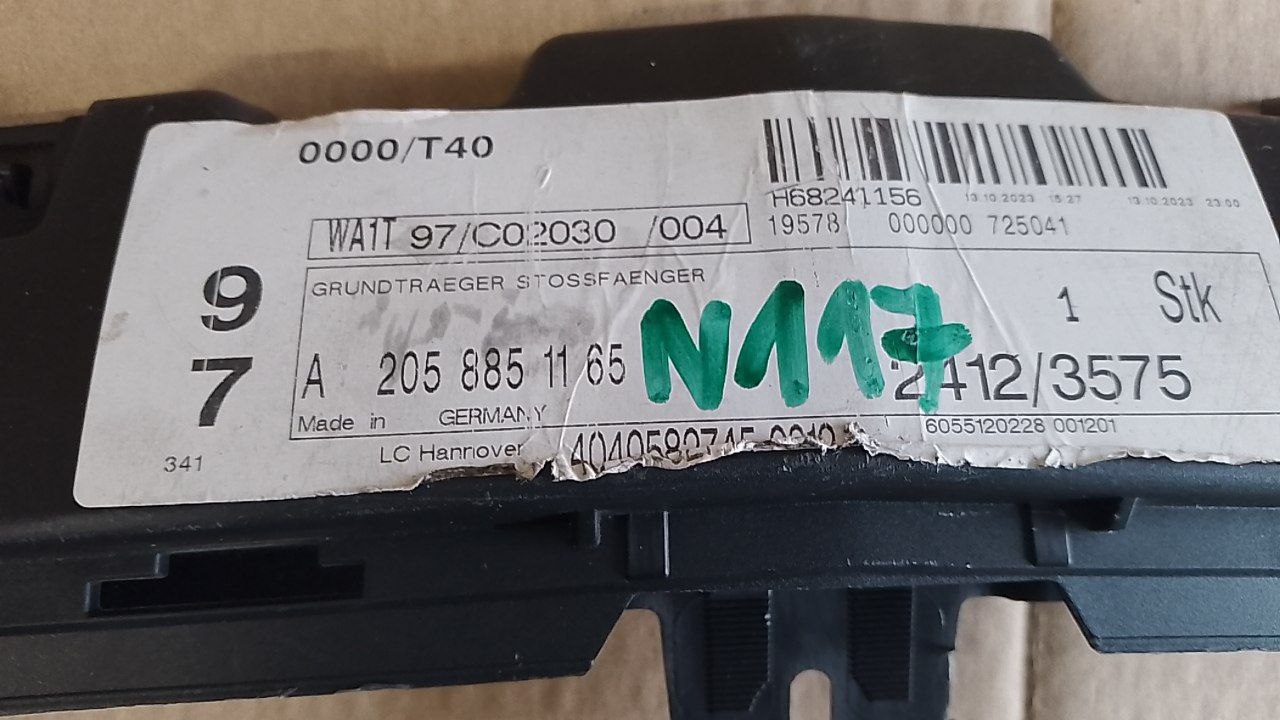 0000/T40
H68241156
13.10.2023 15:27
13.10.2023 23:00
19578 000000 725041
WA1T 97/C02030 /004
9
7
GRUNDTRAEGER STOSSFAENGER
1 Stk
A 205 885 11 65
N117
2412/3575
Made in GERMANY
6055120228 001201
LC Hannover
341